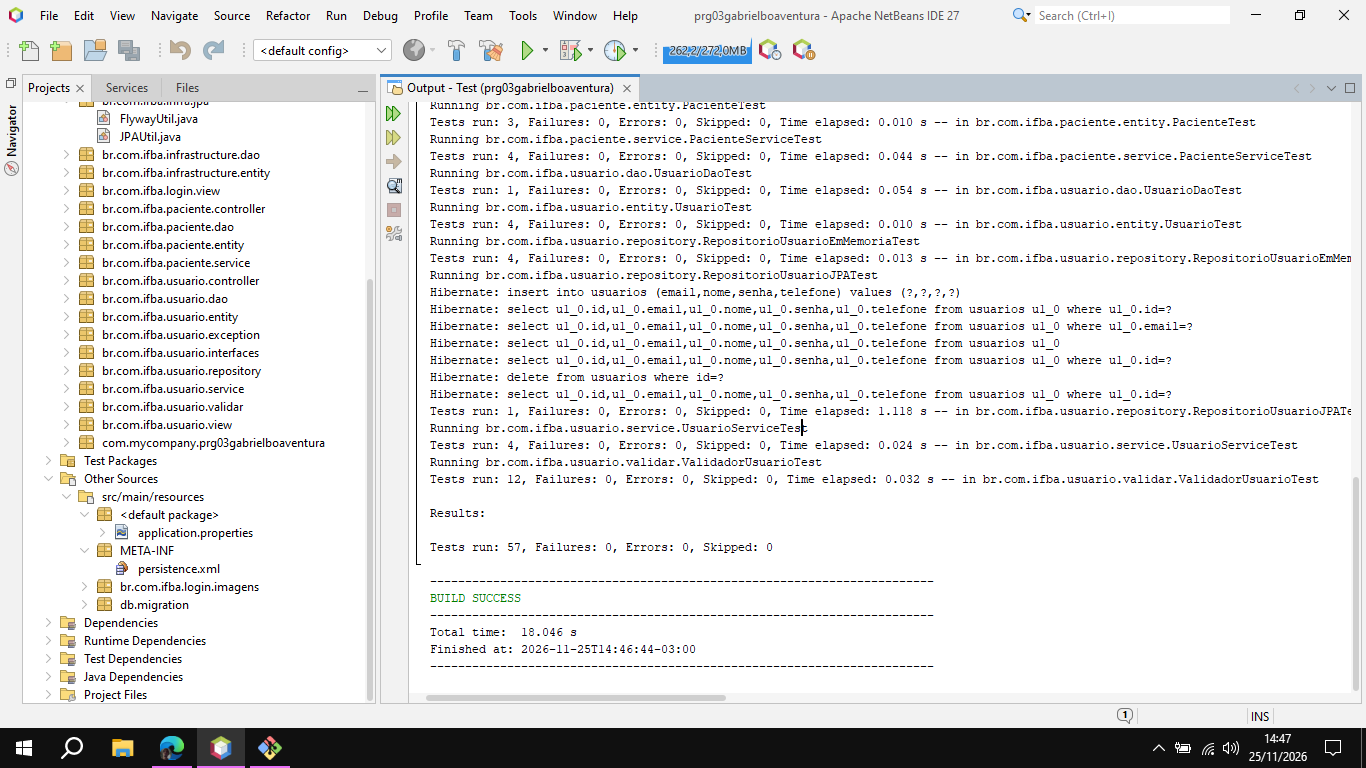 File Edit View Navigate Source Refactor Run Debug Profile Team Tools Window Help prg03gabrielboaventura - Apache NetBeans IDE 27 Search (Ctrl+I)
<default config> 262,2/272,0MB
Projects Services Files
Output - Test (prg03gabrielboaventura)
Navigator
br.com.ifba.infra.jpa
FlywayUtil.java
JPAUtil.java
br.com.ifba.infrastructure.dao
br.com.ifba.infrastructure.entity
br.com.ifba.login.view
br.com.ifba.paciente.controller
br.com.ifba.paciente.dao
br.com.ifba.paciente.entity
br.com.ifba.paciente.service
br.com.ifba.usuario.controller
br.com.ifba.usuario.dao
br.com.ifba.usuario.entity
br.com.ifba.usuario.exception
br.com.ifba.usuario.interfaces
br.com.ifba.usuario.repository
br.com.ifba.usuario.service
br.com.ifba.usuario.validar
br.com.ifba.usuario.view
com.mycompany.prg03gabrielboaventura
Test Packages
Other Sources
src/main/resources
<default package>
application.properties
META-INF
persistence.xml
br.com.ifba.login.imagens
db.migration
Dependencies
Runtime Dependencies
Test Dependencies
Java Dependencies
Project Files
Running br.com.ifba.paciente.entity.PacienteTest
Tests run: 3, Failures: 0, Errors: 0, Skipped: 0, Time elapsed: 0.010 s -- in br.com.ifba.paciente.entity.PacienteTest
Running br.com.ifba.paciente.service.PacienteServiceTest
Tests run: 4, Failures: 0, Errors: 0, Skipped: 0, Time elapsed: 0.044 s -- in br.com.ifba.paciente.service.PacienteServiceTest
Running br.com.ifba.usuario.dao.UsuarioDaoTest
Tests run: 1, Failures: 0, Errors: 0, Skipped: 0, Time elapsed: 0.054 s -- in br.com.ifba.usuario.dao.UsuarioDaoTest
Running br.com.ifba.usuario.entity.UsuarioTest
Tests run: 4, Failures: 0, Errors: 0, Skipped: 0, Time elapsed: 0.010 s -- in br.com.ifba.usuario.entity.UsuarioTest
Running br.com.ifba.usuario.repository.RepositorioUsuarioEmMemoriaTest
Tests run: 4, Failures: 0, Errors: 0, Skipped: 0, Time elapsed: 0.013 s -- in br.com.ifba.usuario.repository.RepositorioUsuarioEmMem
Running br.com.ifba.usuario.repository.RepositorioUsuarioJPATest
Hibernate: insert into usuarios (email,nome,senha,telefone) values (?,?,?,?)
Hibernate: select u1_0.id,u1_0.email,u1_0.nome,u1_0.senha,u1_0.telefone from usuarios u1_0 where u1_0.id=?
Hibernate: select u1_0.id,u1_0.email,u1_0.nome,u1_0.senha,u1_0.telefone from usuarios u1_0 where u1_0.email=?
Hibernate: select u1_0.id,u1_0.email,u1_0.nome,u1_0.senha,u1_0.telefone from usuarios u1_0
Hibernate: select u1_0.id,u1_0.email,u1_0.nome,u1_0.senha,u1_0.telefone from usuarios u1_0 where u1_0.id=?
Hibernate: delete from usuarios where id=?
Hibernate: select u1_0.id,u1_0.email,u1_0.nome,u1_0.senha,u1_0.telefone from usuarios u1_0 where u1_0.id=?
Tests run: 1, Failures: 0, Errors: 0, Skipped: 0, Time elapsed: 1.118 s -- in br.com.ifba.usuario.repository.RepositorioUsuarioJPATe
Running br.com.ifba.usuario.service.UsuarioServiceTest
Tests run: 4, Failures: 0, Errors: 0, Skipped: 0, Time elapsed: 0.024 s -- in br.com.ifba.usuario.service.UsuarioServiceTest
Running br.com.ifba.usuario.validar.ValidadorUsuarioTest
Tests run: 12, Failures: 0, Errors: 0, Skipped: 0, Time elapsed: 0.032 s -- in br.com.ifba.usuario.validar.ValidadorUsuarioTest
Results:
Tests run: 57, Failures: 0, Errors: 0, Skipped: 0
------------------------------------------------------------------------
BUILD SUCCESS
------------------------------------------------------------------------
Total time:  18.046 s
Finished at: 2026-11-25T14:46:44-03:00
------------------------------------------------------------------------
1 INS
14:47
25/11/2026